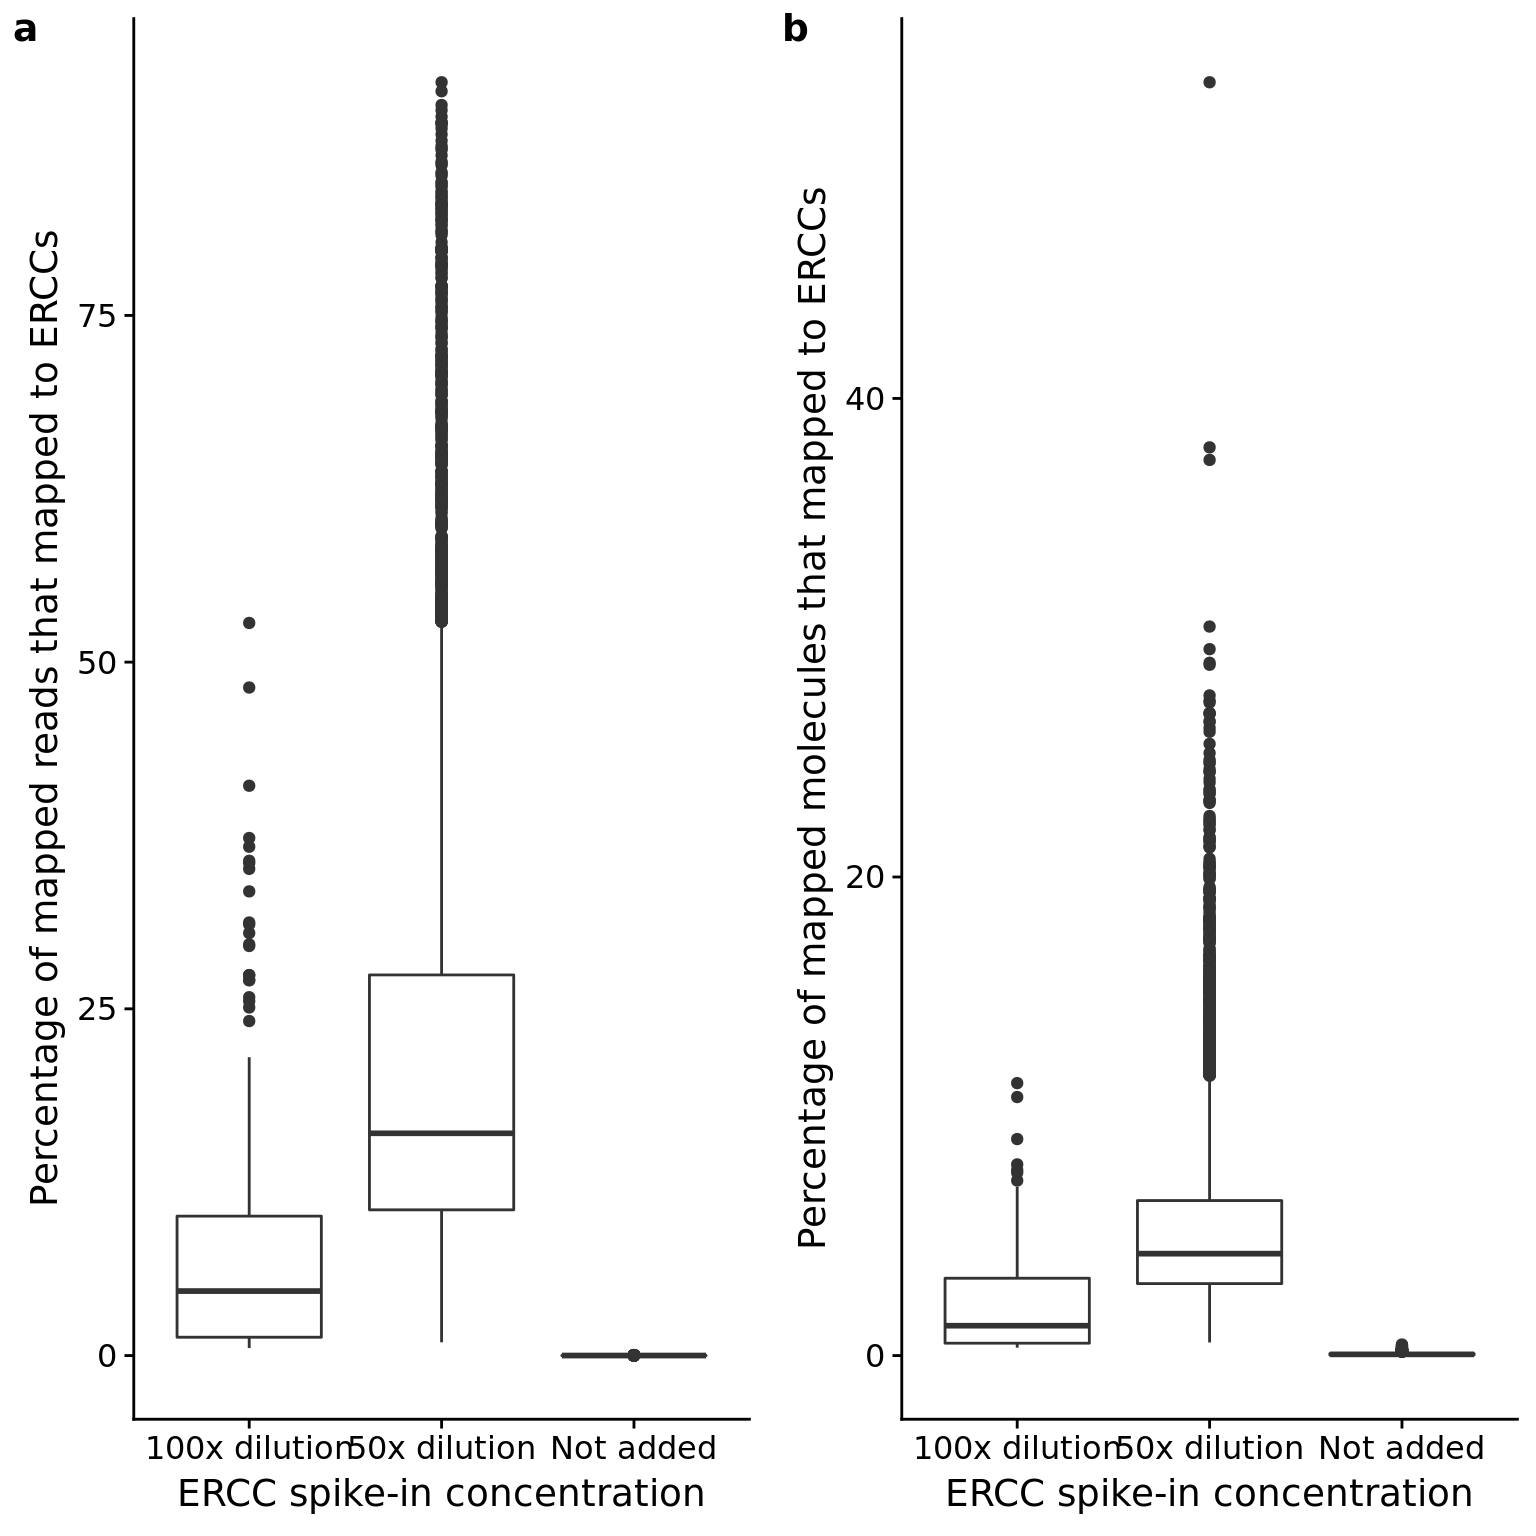 a
Percentage of mapped reads that mapped to ERCCs
75
50
25
0
100x dilution 50x dilution Not added
ERCC spike-in concentration
b
Percentage of mapped molecules that mapped to ERCCs
40
20
0
100x dilution 50x dilution Not added
ERCC spike-in concentration